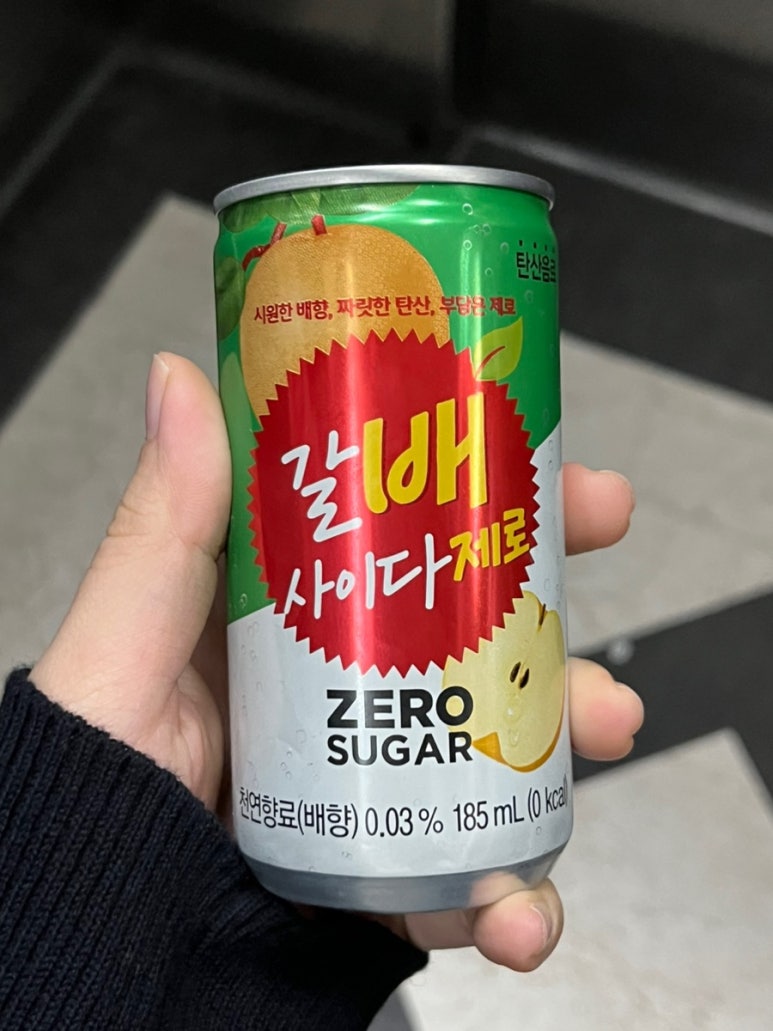 탄산음료
시원한 배향, 짜릿한 탄산, 부담은 제로
갈배
사이다제로
ZERO
SUGAR
천연향료(배향) 0.03% 185 mL (0 kcal)